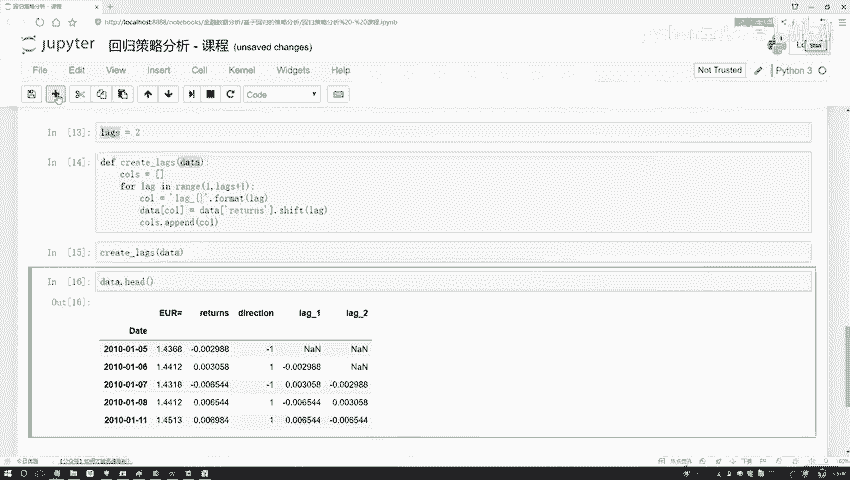 回归策略分析 - 课程
jupyter 回归策略分析 - 课程 (unsaved changes)
File Edit View Insert Cell Kernel Widgets Help
Not Trusted Python 3
Code
In [13]: lags = 2
In [14]: def create_lags(data):
cols = []
for lag in range(1,lags+1):
col = 'lag_{}'.format(lag)
data[col] = data['returns'].shift(lag)
cols.append(col)
In [15]: create_lags(data)
In [16]: data.head()
Out[16]:
EUR= returns direction lag_1 lag_2
Date
2010-01-05 1.4368 -0.002988 -1 NaN NaN
2010-01-06 1.4412 0.003058 1 -0.002988 NaN
2010-01-07 1.4318 -0.006544 -1 0.003058 -0.002988
2010-01-08 1.4412 0.006544 1 -0.006544 0.003058
2010-01-11 1.4513 0.006984 1 0.006544 -0.006544